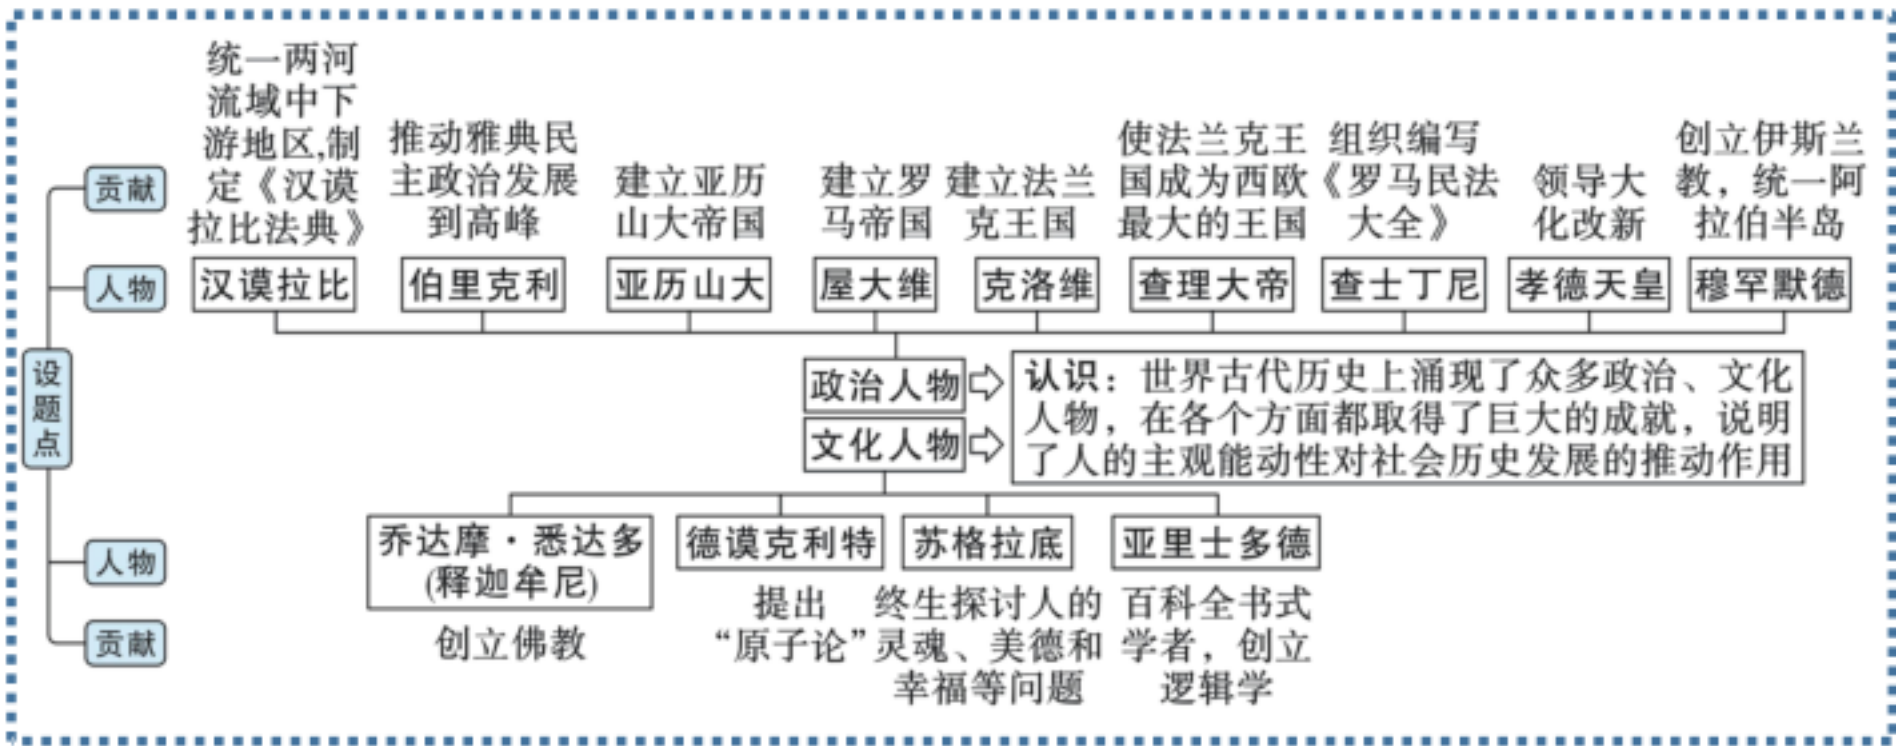 贡献
统一两河
流域中下
游地区,制
定《汉谟
拉比法典》
推动雅典民
主政治发展
到高峰
建立亚历
山大帝国
建立罗
马帝国
建立法兰
克王国
使法兰克王
国成为西欧
最大的王国
组织编写
《罗马民法
大全》
领导大
化改新
创立伊斯兰
教，统一阿
拉伯半岛
人物
汉谟拉比
伯里克利
亚历山大
屋大维
克洛维
查理大帝
查士丁尼
孝德天皇
穆罕默德
设
题
点
政治人物
文化人物
认识：世界古代历史上涌现了众多政治、文化
人物，在各个方面都取得了巨大的成就，说明
了人的主观能动性对社会历史发展的推动作用
人物
乔达摩·悉达多
(释迦牟尼)
德谟克利特
苏格拉底
亚里士多德
贡献
创立佛教
提出
“原子论”
终生探讨人的
灵魂、美德和
幸福等问题
百科全书式
学者，创立
逻辑学